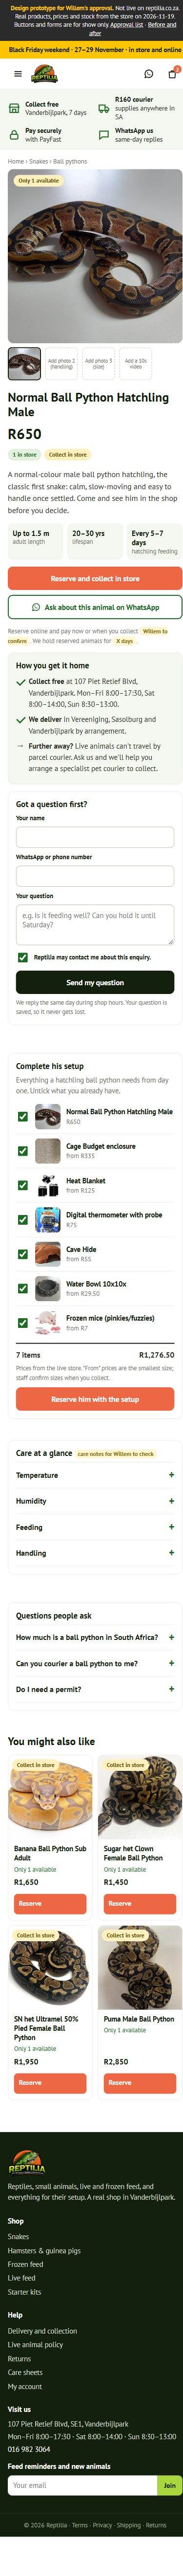 Design prototype for Willem's approval. Not live on reptilia.co.za.
Real products, prices and stock from the store on 2026-11-19.
Buttons and forms are for show only Approval list · Before and
after
Black Friday weekend · 27–29 November · in store and online
REPTILIA
Collect free
Vanderbijlpark, 7 days
R160 courier
supplies anywhere in
SA
Pay securely
with PayFast
WhatsApp us
same-day replies
Home › Snakes › Ball pythons
Only 1 available
Add photo 2
(handling)
Add photo 3
(size)
Add a 10s
video
Normal Ball Python Hatchling
Male
R650
1 in store
Collect in store
A normal-colour male ball python hatchling, the
classic first snake: calm, slow-moving and easy to
handle once settled. Come and see him in the shop
before you decide.
Up to 1.5 m
adult length
20–30 yrs
lifespan
Every 5–7
days
hatchling feeding
Reserve and collect in store
Ask about this animal on WhatsApp
Reserve online and pay now or when you collect Willem to
confirm . We hold reserved animals for X days .
How you get it home
Collect free at 107 Piet Retief Blvd,
Vanderbijlpark. Mon–Fri 8:00–17:30, Sat
8:00–14:00, Sun 8:30–13:00.
We deliver in Vereeniging, Sasolburg and
Vanderbijlpark by arrangement.
→ Further away? Live animals can't travel by
parcel courier. Ask us and we'll help you
arrange a specialist pet courier to collect.
Got a question first?
Your name
WhatsApp or phone number
Your question
e.g. Is it feeding well? Can you hold it until
Saturday?
Reptilia may contact me about this enquiry.
Send my question
We reply the same day during shop hours. Your question is
saved, so it never gets lost.
Complete his setup
Everything a hatchling ball python needs from day
one. Untick what you already have.
Normal Ball Python Hatchling Male
R650
Cage Budget enclosure
from R335
Heat Blanket
from R125
Digital thermometer with probe
R75
Cave Hide
from R55
Water Bowl 10x10x
from R29.50
Frozen mice (pinkies/fuzzies)
from R7
7 items R1,276.50
Prices from the live store. "From" prices are the smallest size;
staff confirm sizes when you collect.
Reserve him with the setup
Care at a glance care notes for Willem to check
Temperature +
Humidity +
Feeding +
Handling +
Questions people ask
How much is a ball python in South Africa? +
Can you courier a ball python to me? +
Do I need a permit? +
You might also like
Collect in store
Banana Ball Python Sub
Adult
Only 1 available
R1,650
Reserve
Collect in store
Sugar het Clown
Female Ball Python
Only 1 available
R1,450
Reserve
Collect in store
SN het Ultramel 50%
Pied Female Ball
Python
Only 1 available
R1,950
Reserve
Collect in store
Puma Male Ball Python
Only 1 available
R2,850
Reserve
REPTILIA
Reptiles, small animals, live and frozen feed, and
everything for their setup. A real shop in Vanderbijlpark.
Shop
Snakes
Hamsters & guinea pigs
Frozen feed
Live feed
Starter kits
Help
Delivery and collection
Live animal policy
Returns
Care sheets
My account
Visit us
107 Piet Retief Blvd, SE1, Vanderbijlpark
Mon–Fri 8:00–17:30 · Sat 8:00–14:00 · Sun 8:30–13:00
016 982 3064
Feed reminders and new animals
Your email
Join
© 2026 Reptilia · Terms · Privacy · Shipping · Returns